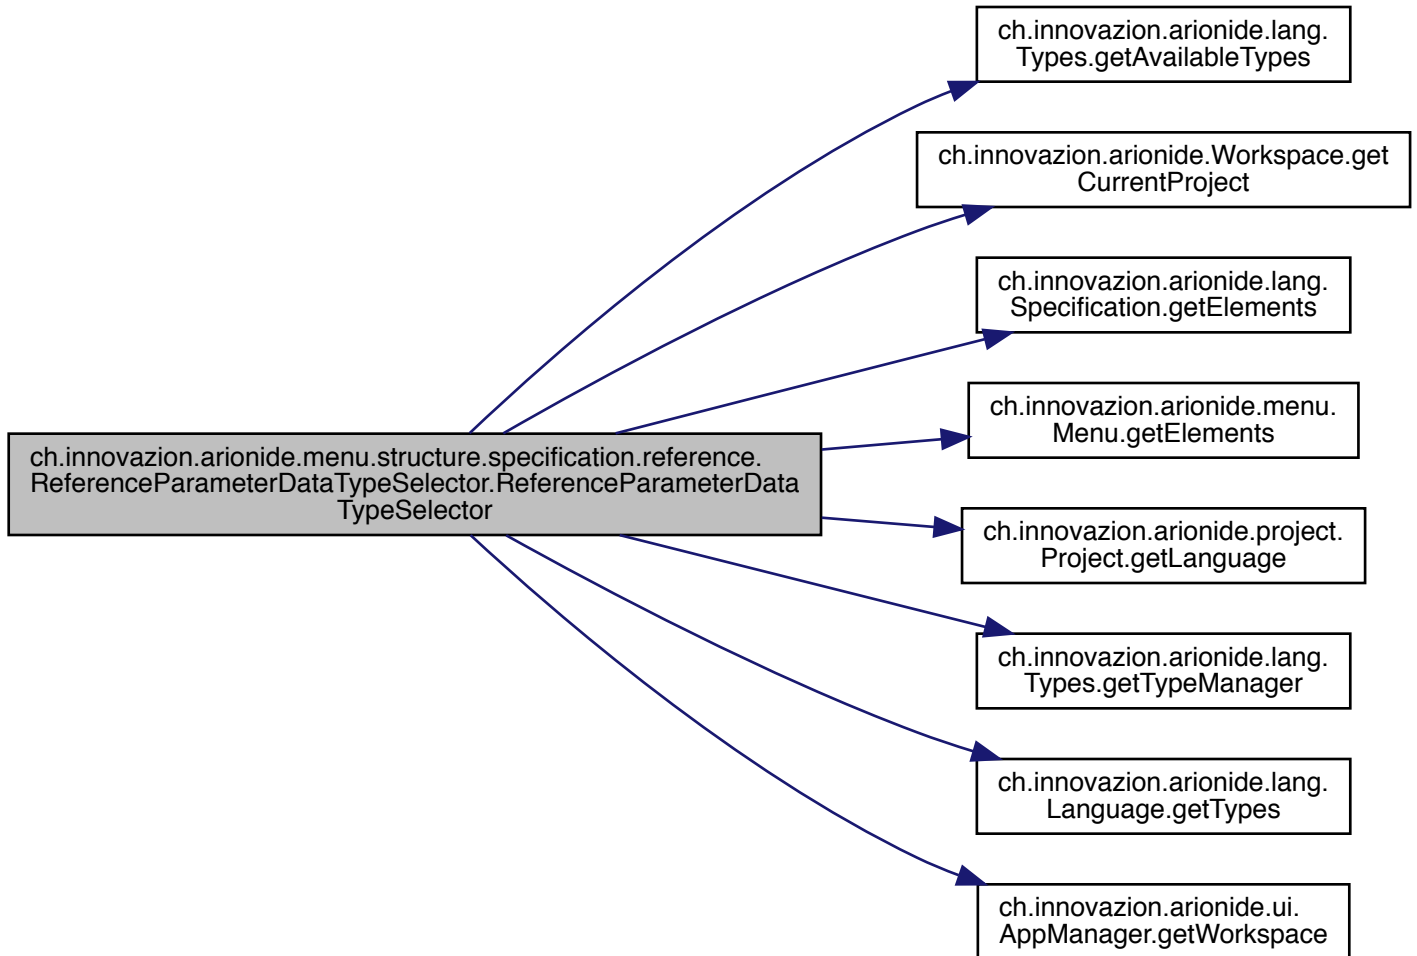 ch.innovazion.arionide.lang.
Types.getAvailableTypes
ch.innovazion.arionide.Workspace.get
CurrentProject
ch.innovazion.arionide.lang.
Specification.getElements
ch.innovazion.arionide.menu.
Menu.getElements
ch.innovazion.arionide.menu.structure.specification.reference.
ReferenceParameterDataTypeSelector.ReferenceParameterData
TypeSelector
ch.innovazion.arionide.project.
Project.getLanguage
ch.innovazion.arionide.lang.
Types.getTypeManager
ch.innovazion.arionide.lang.
Language.getTypes
ch.innovazion.arionide.ui.
AppManager.getWorkspace